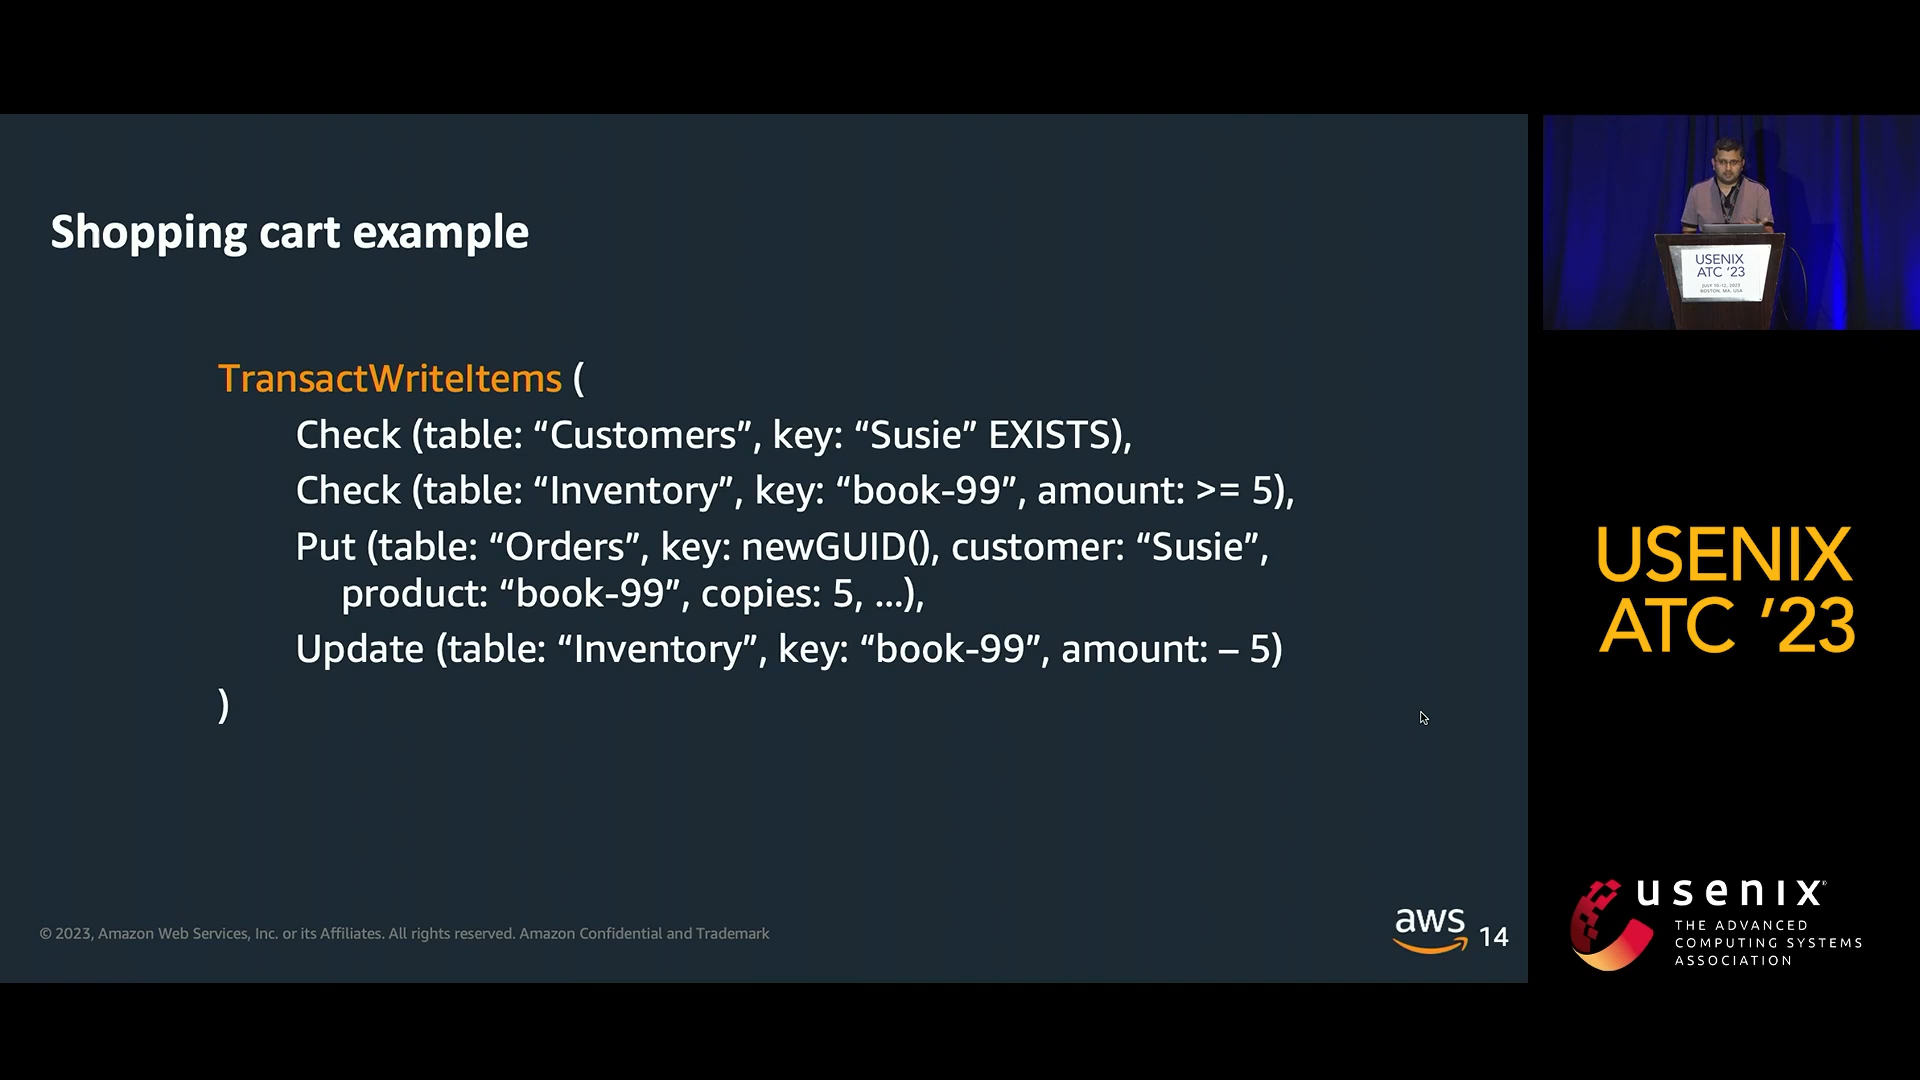 Shopping cart example
TransactWriteItems (
Check (table: “Customers”, key: “Susie” EXISTS),
Check (table: “Inventory”, key: “book-99”, amount: >= 5),
Put (table: “Orders”, key: newGUID(), customer: “Susie”,
product: “book-99”, copies: 5, ...),
Update (table: “Inventory”, key: “book-99”, amount: – 5)
)
© 2023, Amazon Web Services, Inc. or its Affiliates. All rights reserved. Amazon Confidential and Trademark
aws
14
USENIX
ATC ’23
JULY 10–12, 2023
BOSTON, MA, USA
USENIX
ATC ’23
usenix
THE ADVANCED
COMPUTING SYSTEMS
ASSOCIATION